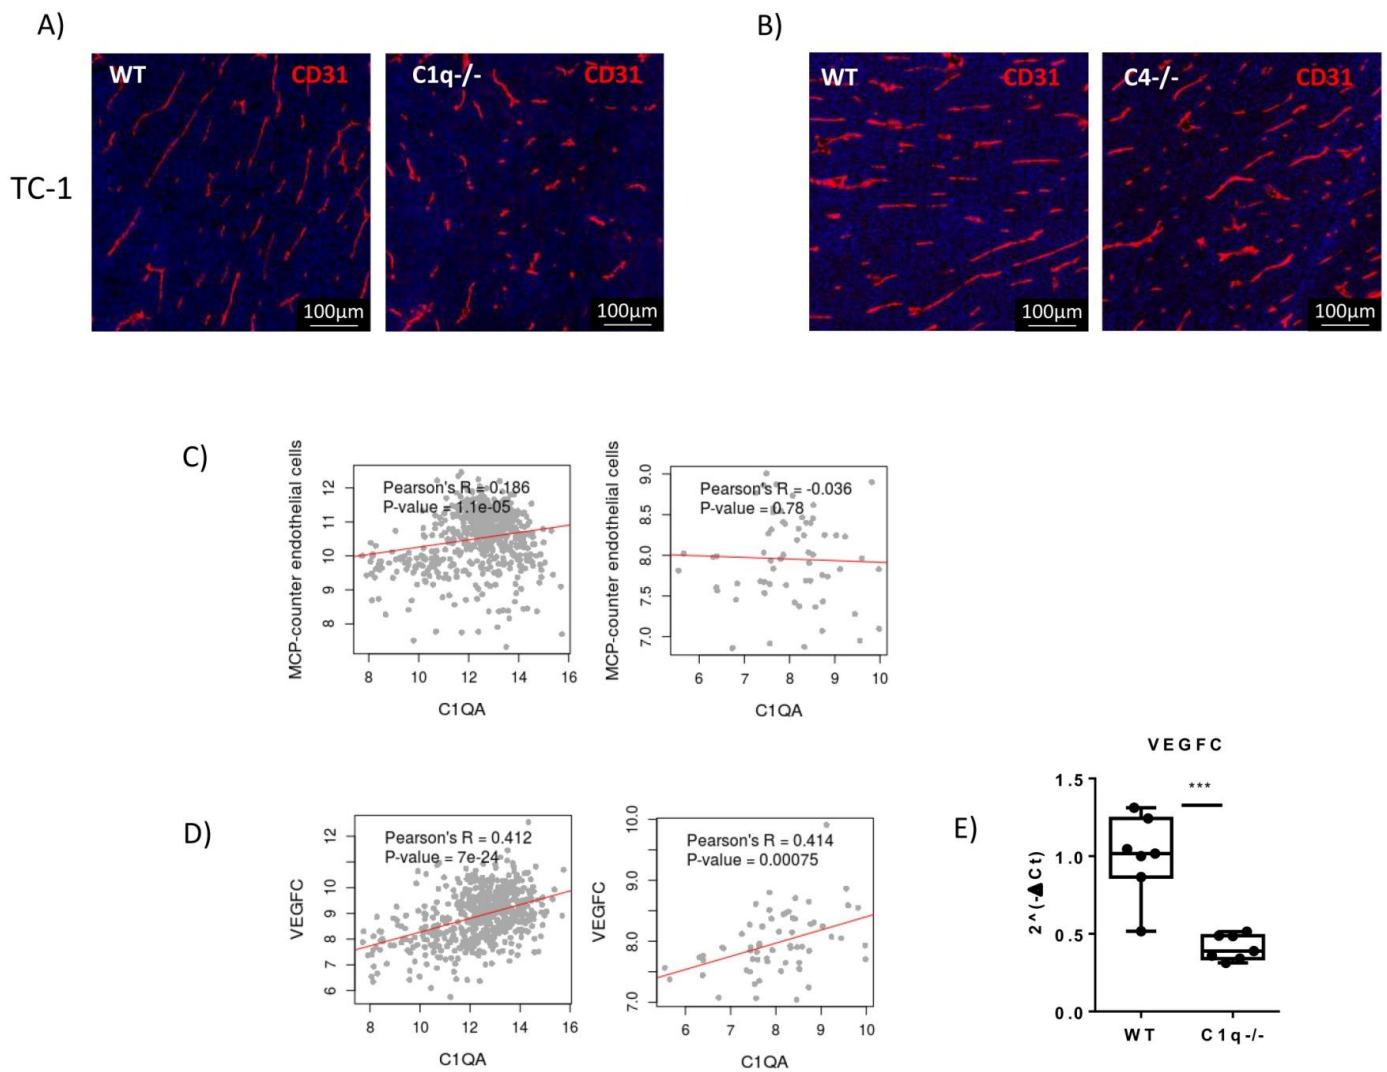 A)
B)
WT
CD31
C1q-/-
CD31
WT
CD31
C4-/-
CD31
TC-1
100μm
100μm
100μm
100μm
C)
MCP-counter endothelial cells
12
11
10
9
8
Pearson's R = 0.186
P-value = 1.1e-05
8 10 12 14 16
C1QA
MCP-counter endothelial cells
9.0
8.5
8.0
7.5
7.0
Pearson's R = -0.036
P-value = 0.78
6 7 8 9 10
C1QA
D)
VEGFC
12
10
9
8
7
6
Pearson's R = 0.412
P-value = 7e-24
8 10 12 14 16
C1QA
VEGFC
10.0
9.0
8.0
7.0
Pearson's R = 0.414
P-value = 0.00075
6 7 8 9 10
C1QA
E)
VEGFC
***
2^(-▲Ct)
1.5
1.0
0.5
0.0
WT C1q-/-